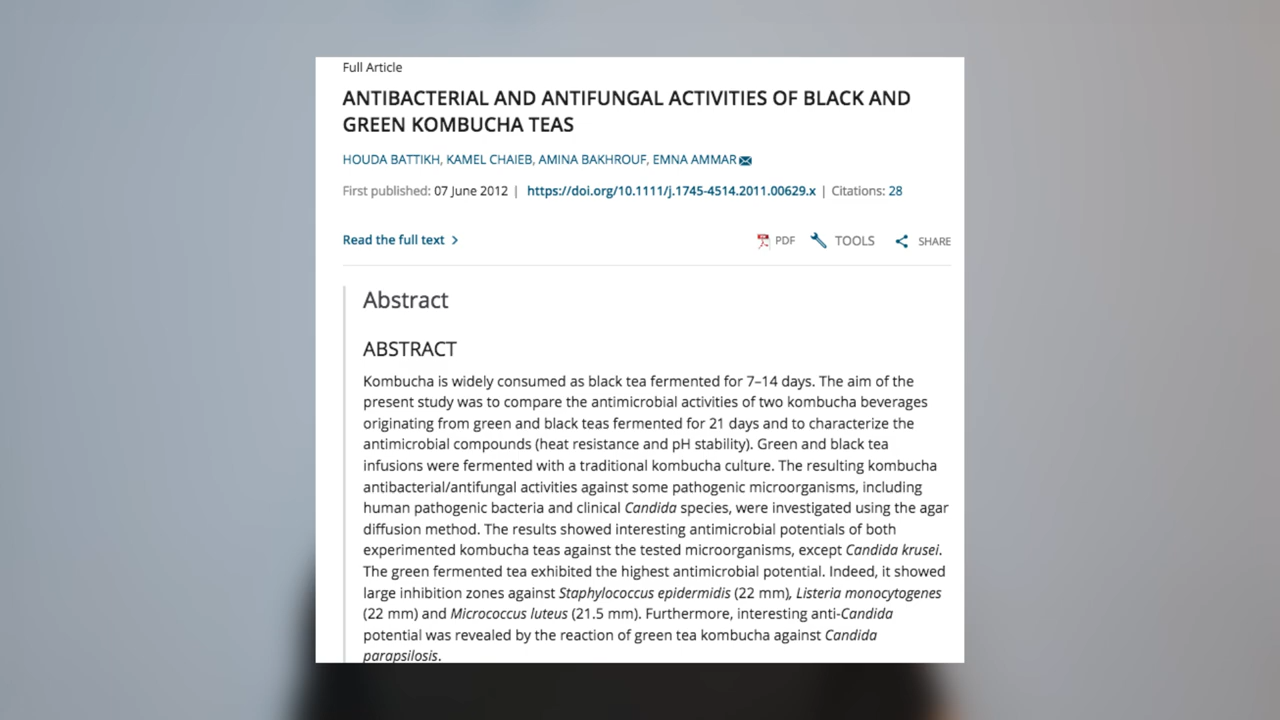 Full Article
ANTIBACTERIAL AND ANTIFUNGAL ACTIVITIES OF BLACK AND
GREEN KOMBUCHA TEAS
HOUDA BATTIKH, KAMEL CHAIEB, AMINA BAKHROUF, EMNA AMMAR
First published: 07 June 2012 | https://doi.org/10.1111/j.1745-4514.2011.00629.x | Citations: 28
Read the full text > PDF TOOLS SHARE
Abstract
ABSTRACT
Kombucha is widely consumed as black tea fermented for 7–14 days. The aim of the
present study was to compare the antimicrobial activities of two kombucha beverages
originating from green and black teas fermented for 21 days and to characterize the
antimicrobial compounds (heat resistance and pH stability). Green and black tea
infusions were fermented with a traditional kombucha culture. The resulting kombucha
antibacterial/antifungal activities against some pathogenic microorganisms, including
human pathogenic bacteria and clinical Candida species, were investigated using the agar
diffusion method. The results showed interesting antimicrobial potentials of both
experimented kombucha teas against the tested microorganisms, except Candida krusei.
The green fermented tea exhibited the highest antimicrobial potential. Indeed, it showed
large inhibition zones against Staphylococcus epidermidis (22 mm), Listeria monocytogenes
(22 mm) and Micrococcus luteus (21.5 mm). Furthermore, interesting anti-Candida
potential was revealed by the reaction of green tea kombucha against Candida
parapsilosis.